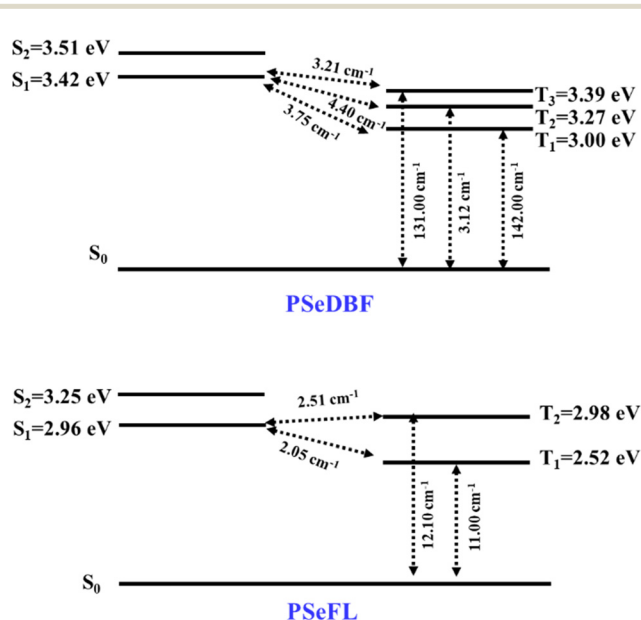 S₂=3.51 eV
S₁=3.42 eV
3.21 cm⁻¹
4.40 cm⁻¹
3.75 cm⁻¹
T₃=3.39 eV
T₂=3.27 eV
T₁=3.00 eV
131.00 cm⁻¹
3.12 cm⁻¹
142.00 cm⁻¹
S₀
PSeDBF
S₂=3.25 eV
S₁=2.96 eV
2.51 cm⁻¹
2.05 cm⁻¹
T₂=2.98 eV
T₁=2.52 eV
12.10 cm⁻¹
11.00 cm⁻¹
S₀
PSeFL